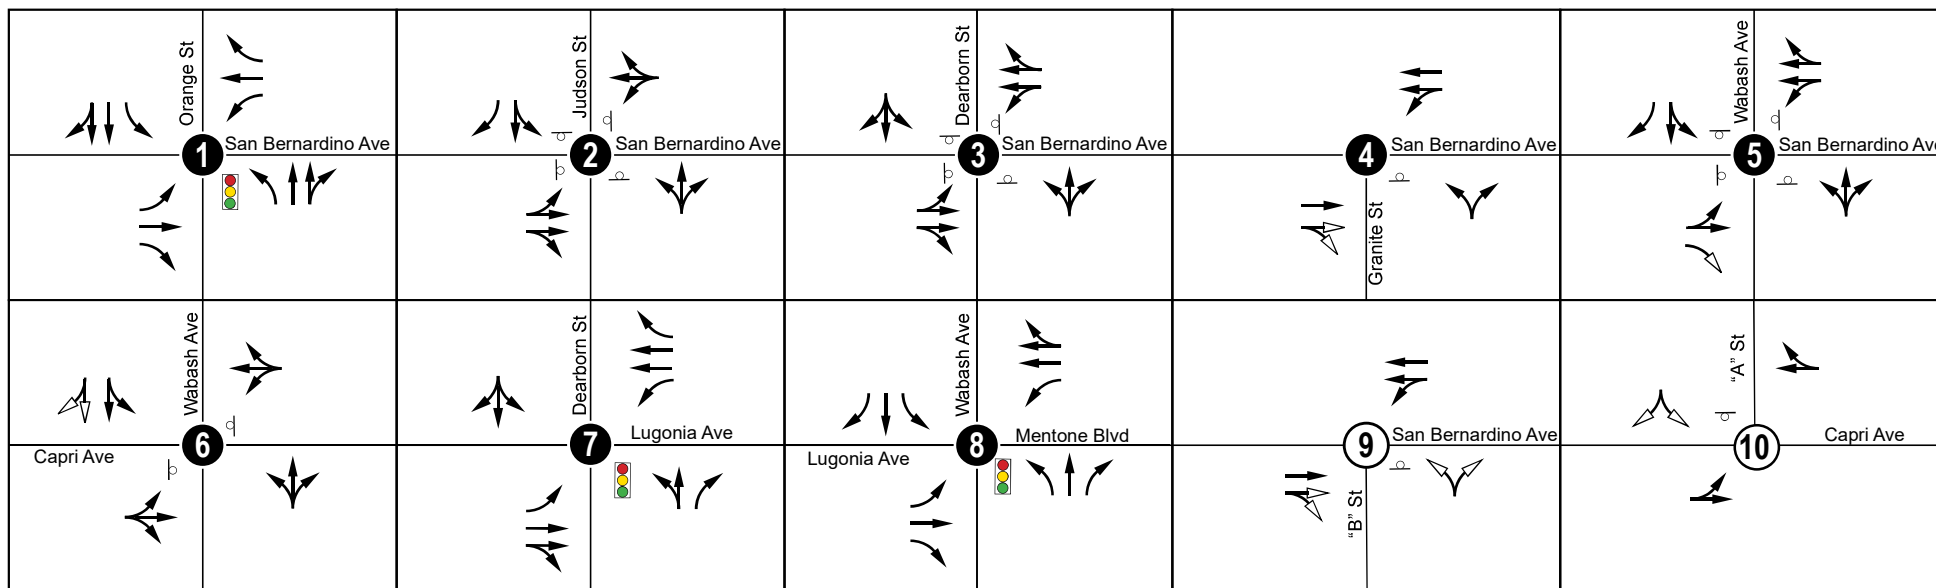 Orange St
1
San Bernardino Ave
Judson St
2
San Bernardino Ave
Dearborn St
3
San Bernardino Ave
4
San Bernardino Ave
Granite St
Wabash Ave
5
San Bernardino Ave
Wabash Ave
6
Capri Ave
Dearborn St
7
Lugonia Ave
Wabash Ave
8
Mentone Blvd
Lugonia Ave
9
San Bernardino Ave
“B” St
“A” St
10
Capri Ave